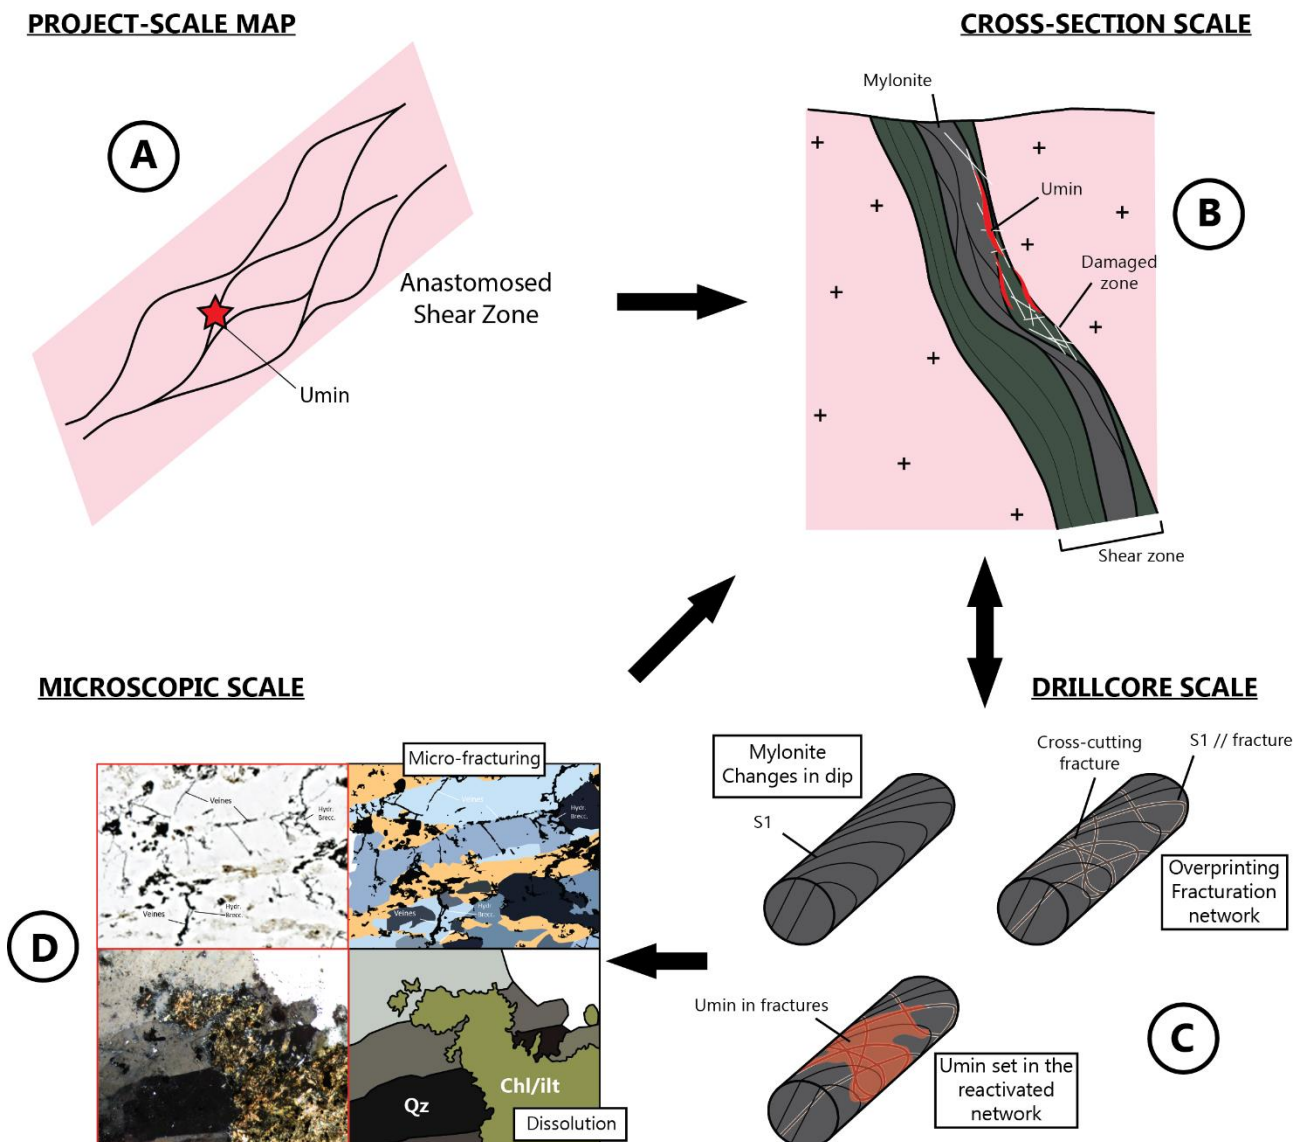 PROJECT-SCALE MAP
A
Anastomosed
Shear Zone
Umin
CROSS-SECTION SCALE
Mylonite
Umin
B
Damaged
zone
Shear zone
MICROSCOPIC SCALE
Micro-fracturing
Veines
Hydr.
Brecc.
Veines
Hydr.
Brecc.
Veines
Hydr.
Brecc.
Veines
Hydr.
Brecc.
D
Chl/ilt
Qz
Dissolution
DRILLCORE SCALE
Mylonite
Changes in dip
S1
Cross-cutting
fracture
S1 // fracture
Overprinting
Fracturation
network
Umin in fractures
C
Umin set in the
reactivated
network